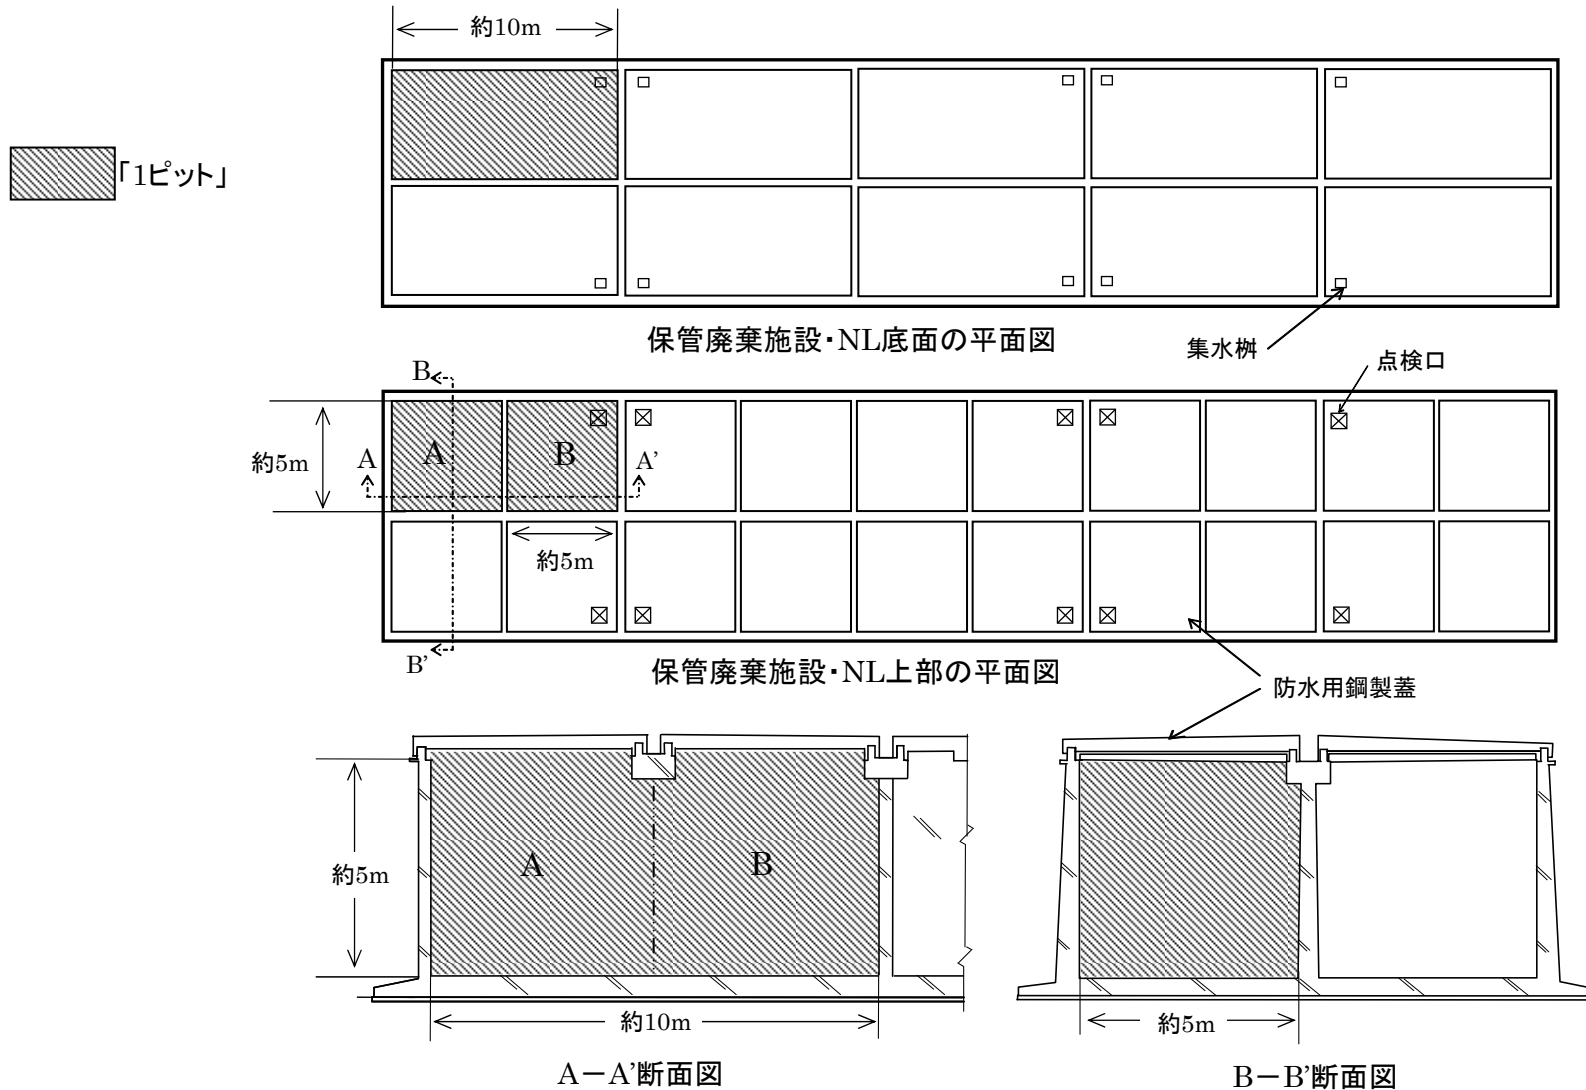 約10m
「1ピット」
保管廃棄施設・NL底面の平面図
集水桝
点検口
B
A
A
B
A'
約5m
約5m
B'
保管廃棄施設・NL上部の平面図
防水用鋼製蓋
約5m
A
B
約10m
約5m
A－A'断面図
B－B'断面図